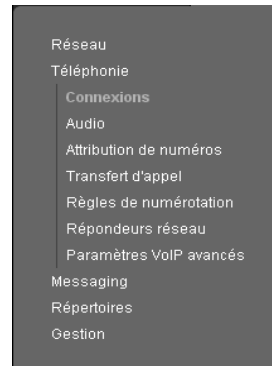 Réseau
Téléphonie
Connexions
Audio
Attribution de numéros
Transfert d'appel
Règles de numérotation
Répondeurs réseau
Paramètres VoIP avancés
Messaging
Répertoires
Gestion